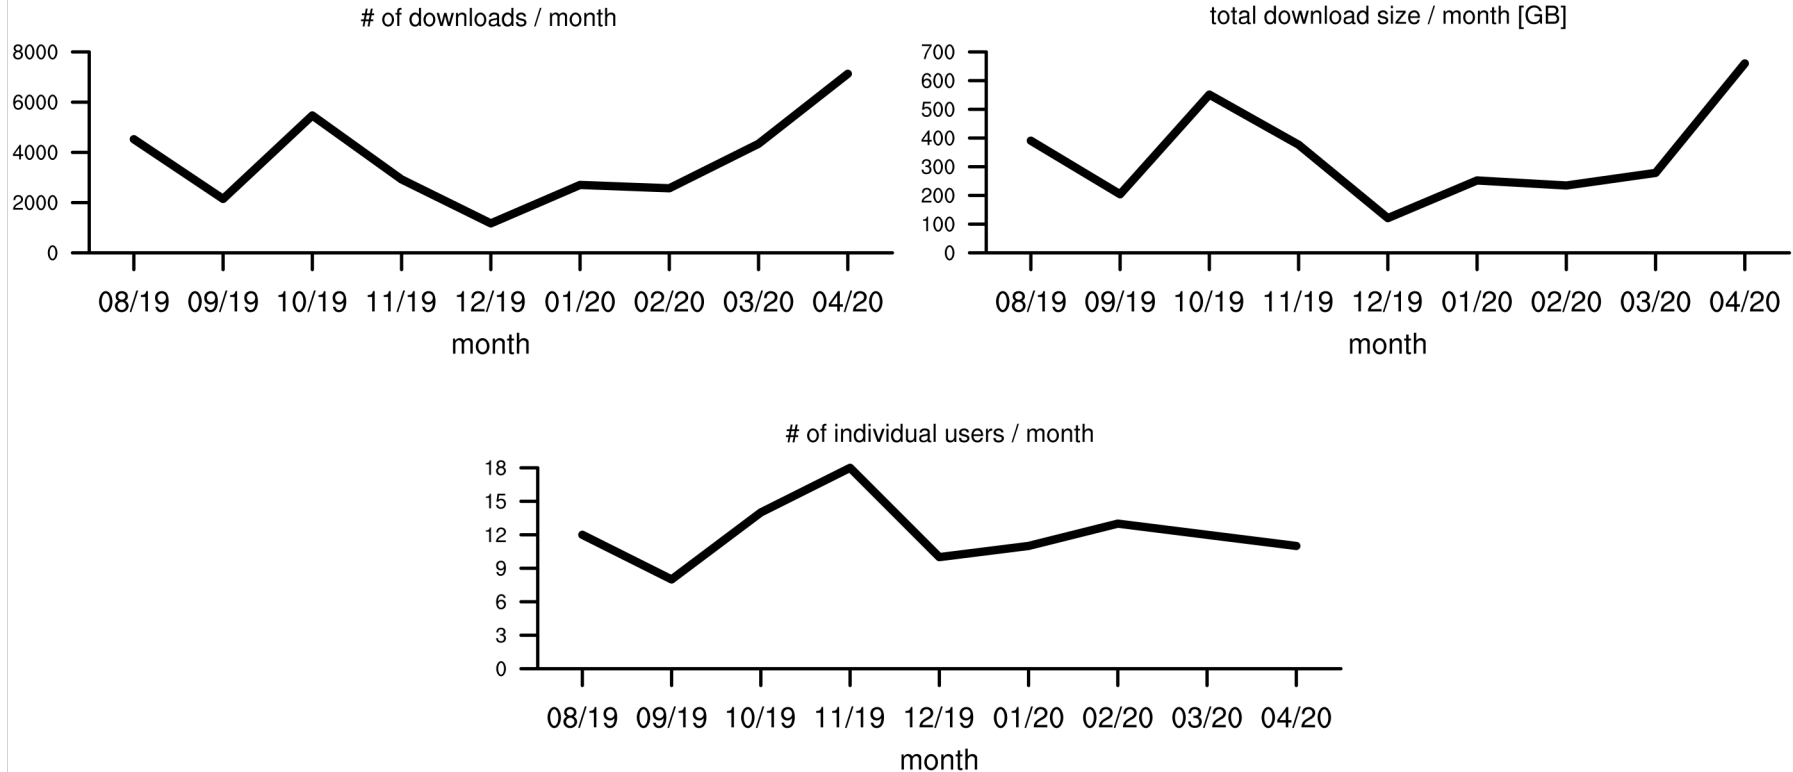 # of downloads / month
8000
6000
4000
2000
0
08/19 09/19 10/19 11/19 12/19 01/20 02/20 03/20 04/20
month
total download size / month [GB]
700
600
500
400
300
200
100
0
08/19 09/19 10/19 11/19 12/19 01/20 02/20 03/20 04/20
month
# of individual users / month
18
15
12
9
6
3
0
08/19 09/19 10/19 11/19 12/19 01/20 02/20 03/20 04/20
month